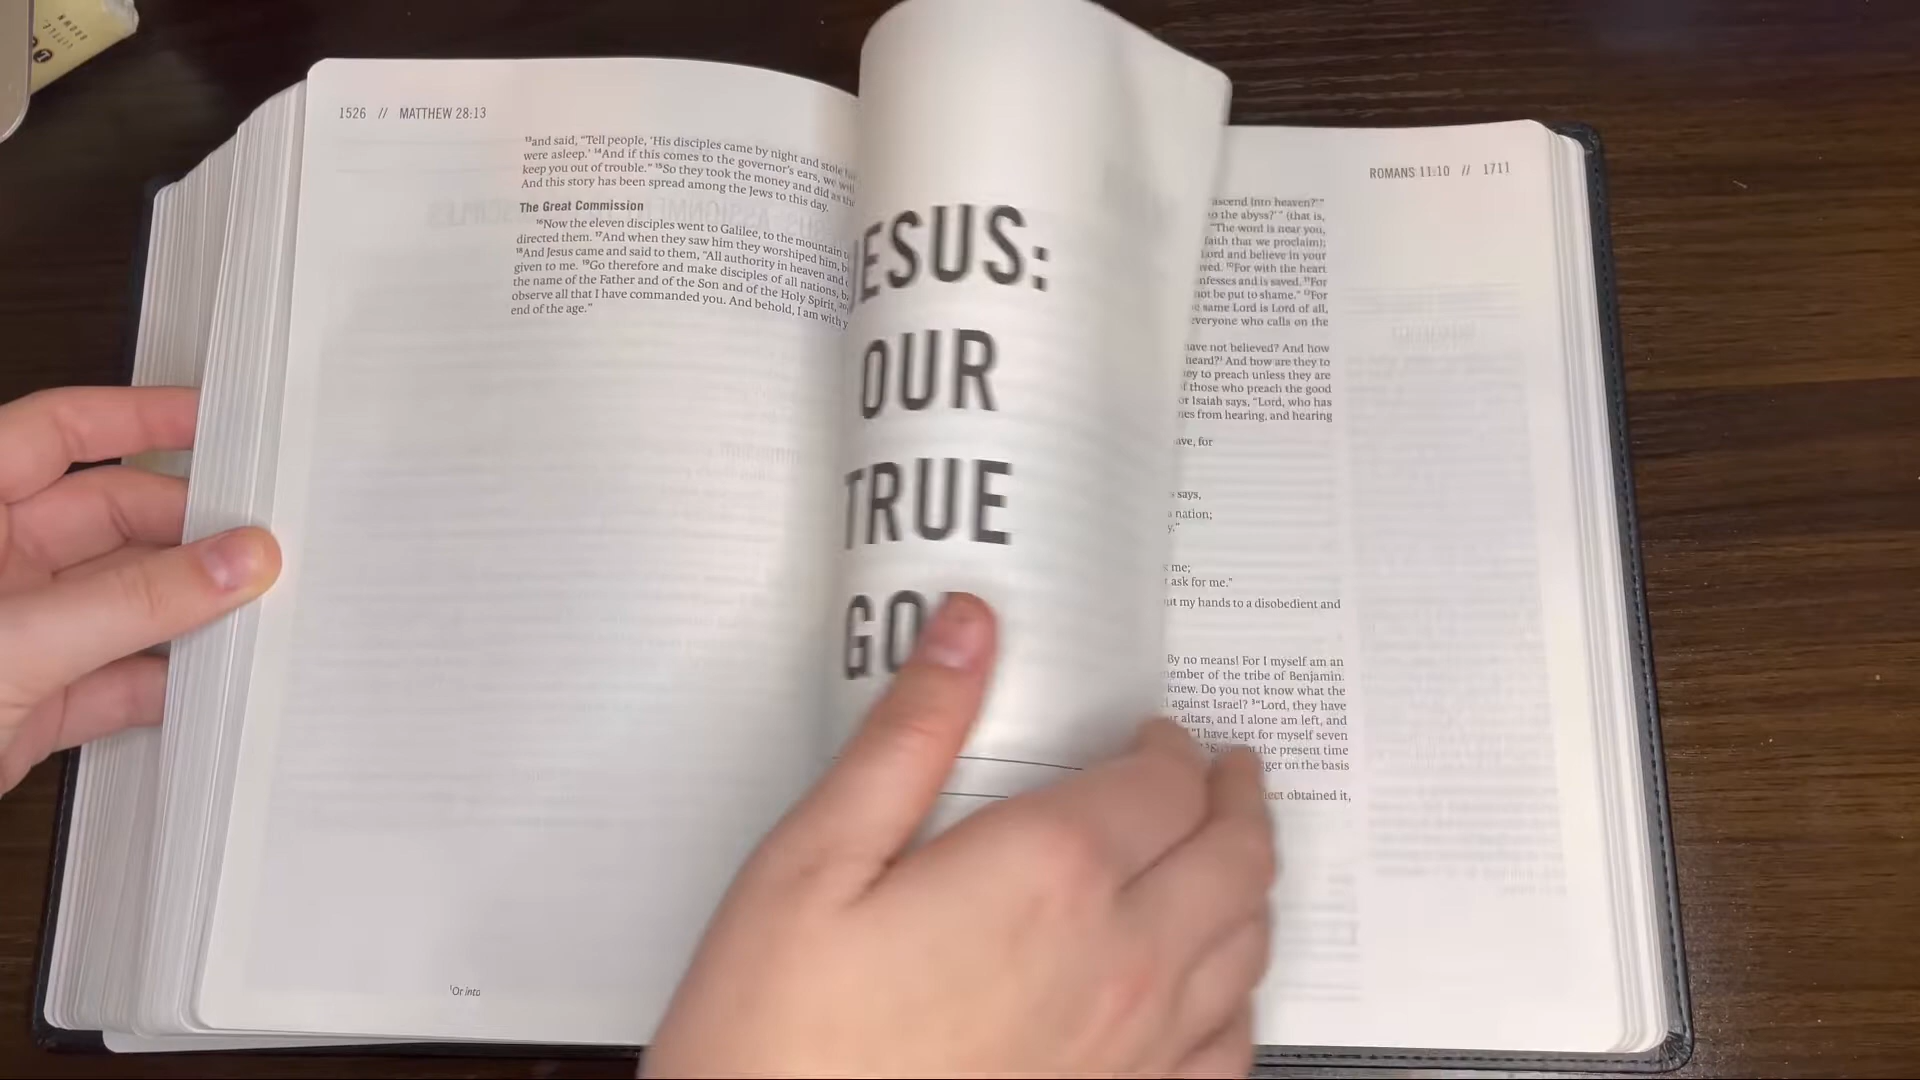 LITTLE,
BROWN
1526 // MATTHEW 28:13
¹³and said, “Tell people, ‘His disciples came by night and stole
were asleep.’ ¹⁴And if this comes to the governor’s ears, we will
keep you out of trouble.” ¹⁵So they took the money and did as the
And this story has been spread among the Jews to this day.
The Great Commission
¹⁶Now the eleven disciples went to Galilee, to the mountain
directed them. ¹⁷And when they saw him they worshiped him,
¹⁸And Jesus came and said to them, “All authority in heaven and
given to me. ¹⁹Go therefore and make disciples of all nations,
the name of the Father and of the Son and of the Holy Spirit,
observe all that I have commanded you. And behold, I am with
end of the age.”
¹Or into
JESUS:
OUR
TRUE
ROMANS 11:10 // 1711
ascend into heaven?’”
the abyss?’” (that is,
“The word is near you,
faith that we proclaim);
Lord and believe in your
¹⁰For with the heart
and is saved. ¹¹For
not be put to shame.” ¹²For
same Lord is Lord of all,
everyone who calls on the
have not believed? And how
heard? And how are they to
to preach unless they are
those who preach the good
Isaiah says, “Lord, who has
from hearing, and hearing
for
says,
nation;
me;
ask for me.”
my hands to a disobedient and
By no means! For I myself am an
member of the tribe of Benjamin.
knew. Do you not know what the
against Israel? ³“Lord, they have
altars, and I alone am left, and
“I have kept for myself seven
the present time
on the basis
obtained it,